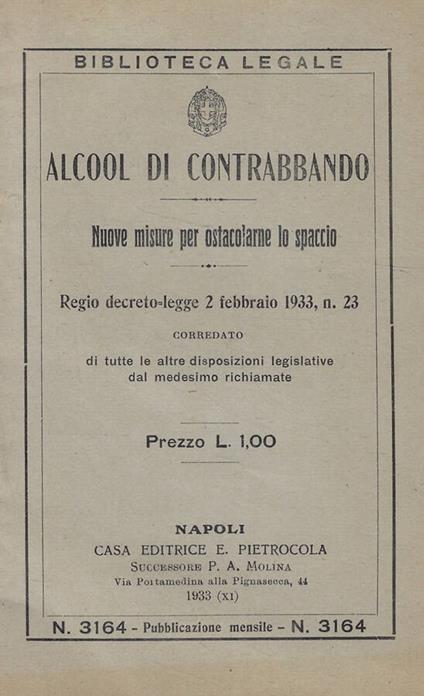 BIBLIOTECA LEGALE
ALCOOL DI CONTRABBANDO
Nuove misure per ostacolarne lo spaccio
Regio decreto-legge 2 febbraio 1933, n. 23
CORREDATO
di tutte le altre disposizioni legislative
dal medesimo richiamate
Prezzo L. 1,00
NAPOLI
CASA EDITRICE E. PIETROCOLA
SUCCESSORE P. A. MOLINA
Via Portamedina alla Pignasecca, 44
1933 (XI)
N. 3164 - Pubblicazione mensile - N. 3164